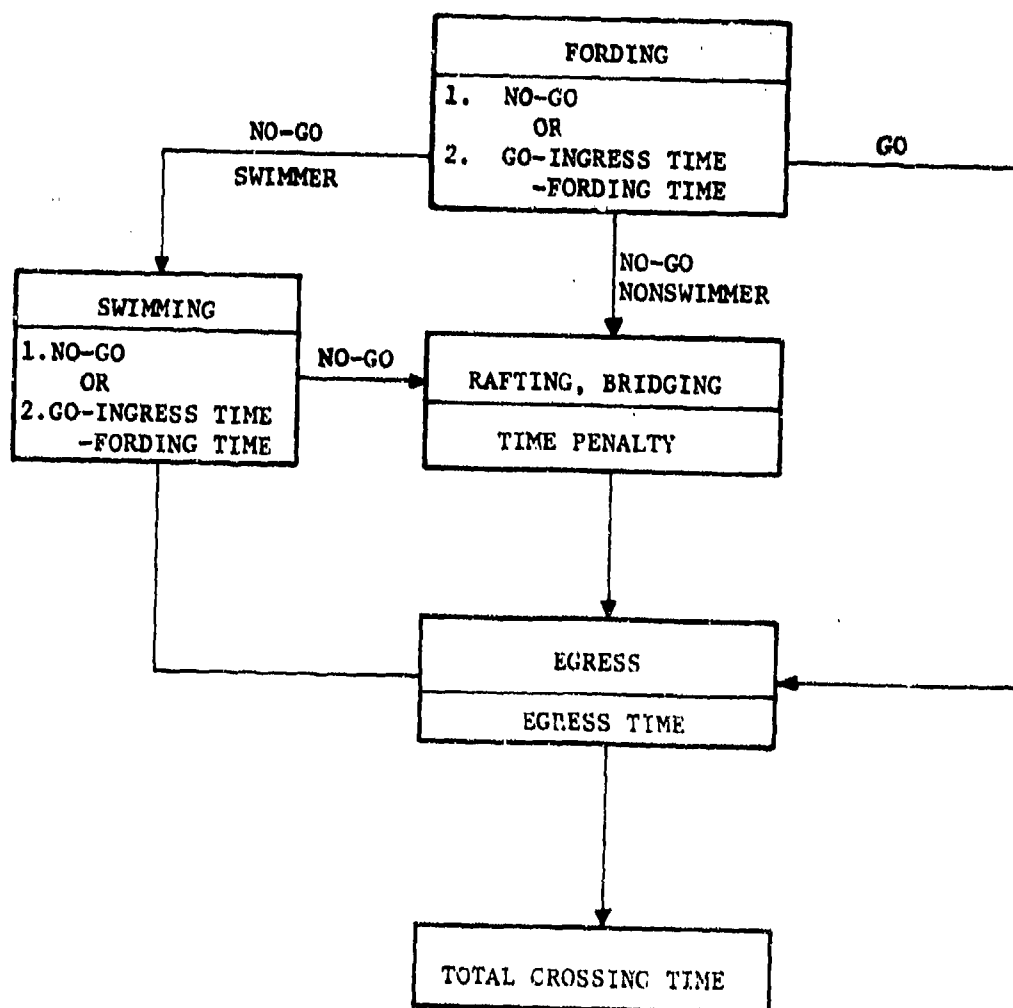 FORDING
1. NO-GO
OR
2. GO-INGRESS TIME
-FORDING TIME
NO-GO
SWIMMER
GO
NO-GO
NONSWIMMER
SWIMMING
1.NO-GO
OR
2.GO-INGRESS TIME
-FORDING TIME
NO-GO
RAFTING, BRIDGING
TIME PENALTY
EGRESS
EGRESS TIME
TOTAL CROSSING TIME